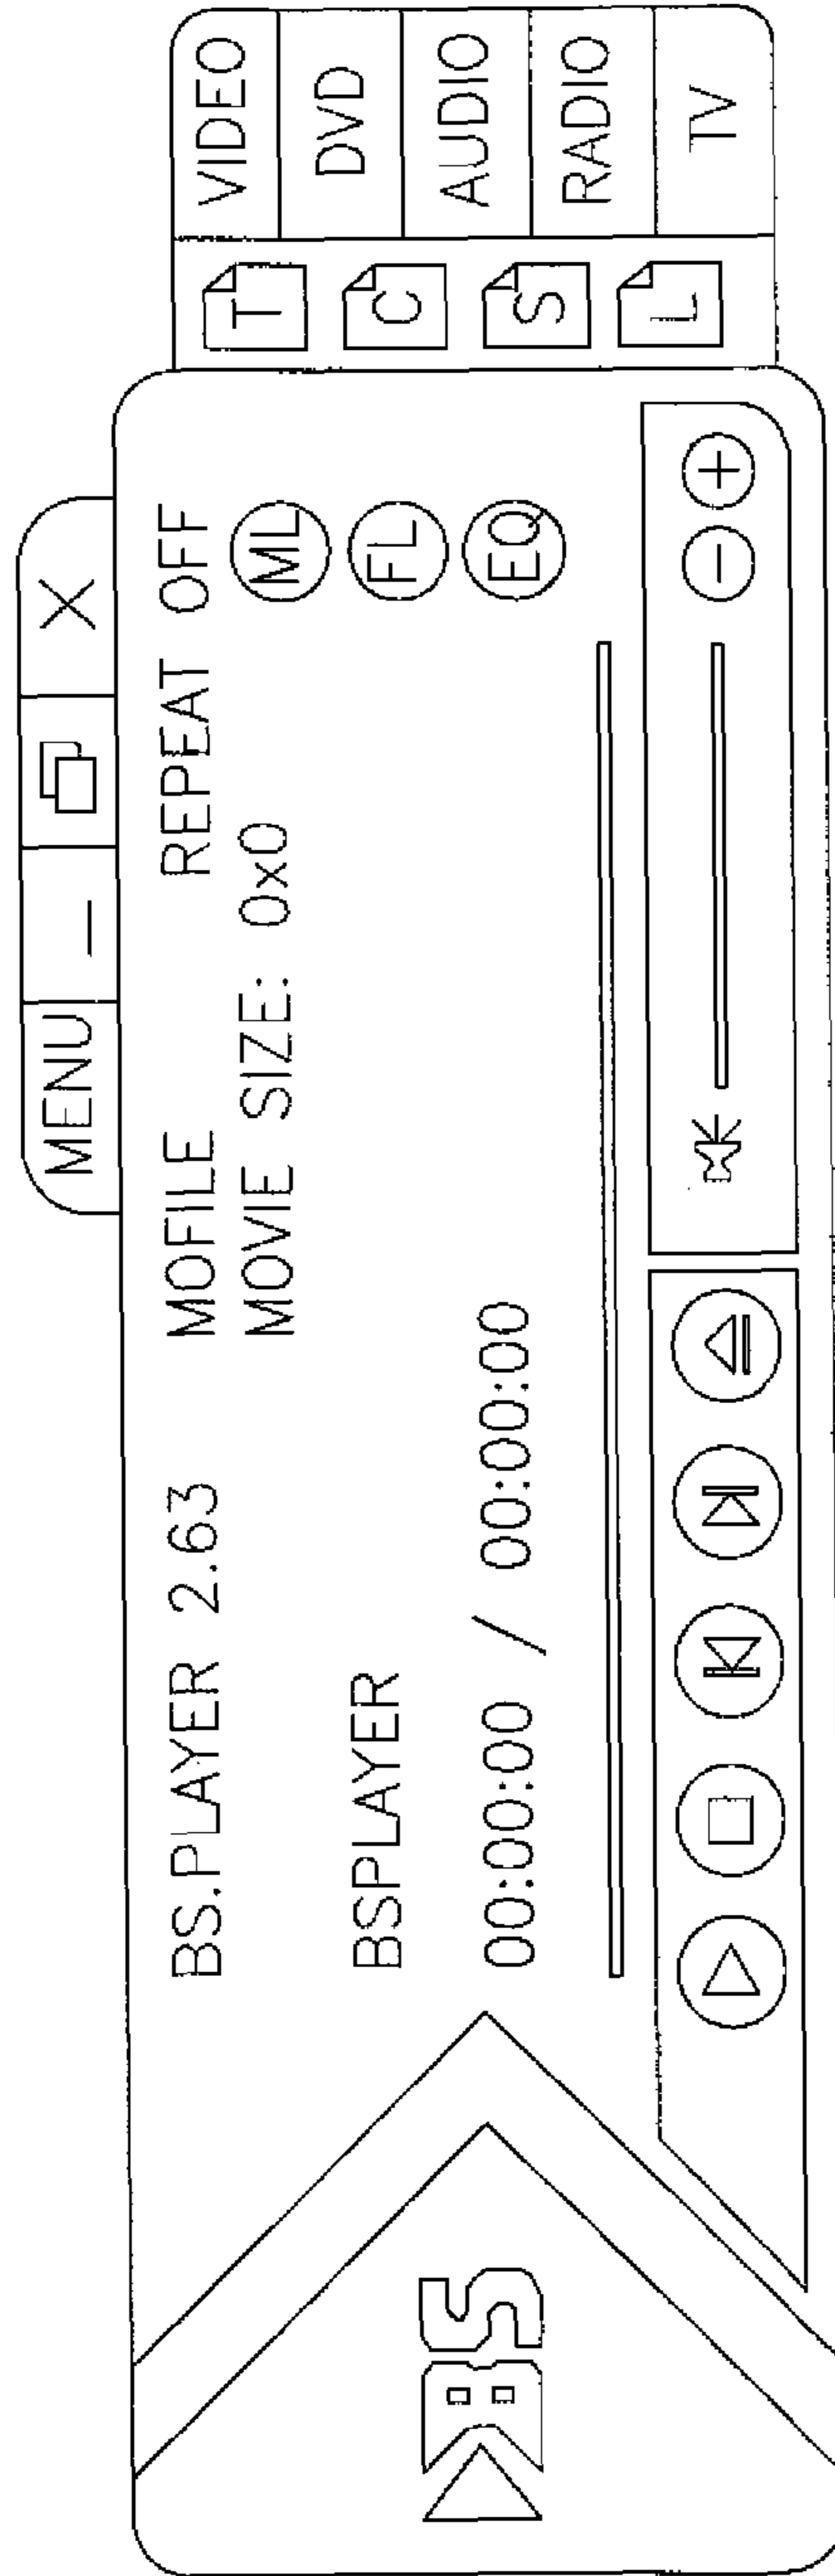 MENU – X
BS.PLAYER 2.63 MOFILE REPEAT OFF
MOVIE SIZE: 0x0
ML
BSPLAYER
FL
00:00:00 / 00:00:00
EQ
BS
– +
T
C
S
L
VIDEO
DVD
AUDIO
RADIO
TV